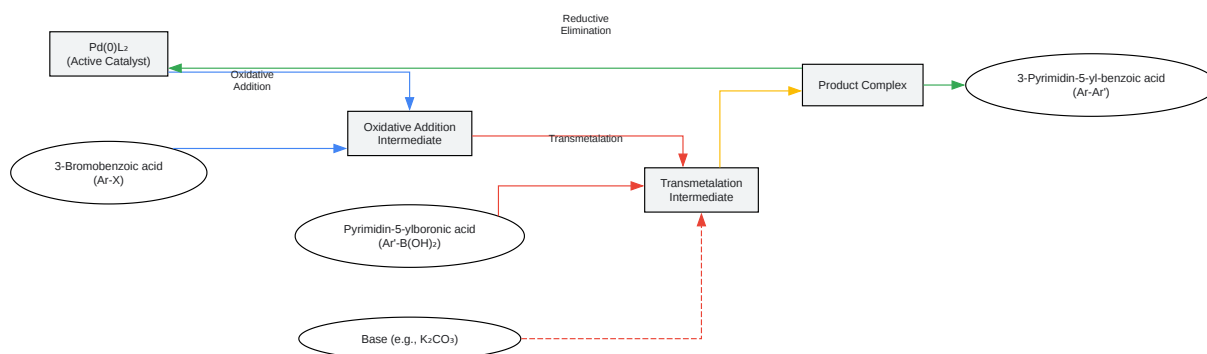 Reductive
Elimination
Pd(0)L₂
(Active Catalyst)
Oxidative
Addition
Product Complex
3-Pyrimidin-5-yl-benzoic acid
(Ar-Ar')
Oxidative Addition
Intermediate
Transmetalation
3-Bromobenzoic acid
(Ar-X)
Transmetalation
Intermediate
Pyrimidin-5-ylboronic acid
(Ar'-B(OH)₂)
Base (e.g., K₂CO₃)